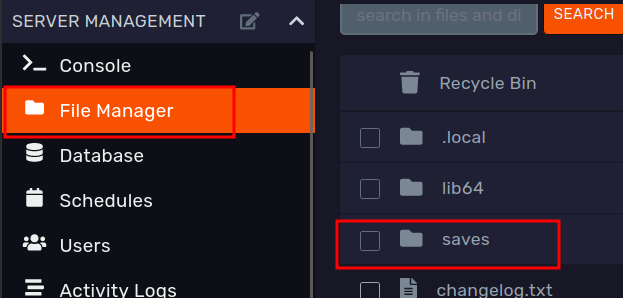 SERVER MANAGEMENT
Console
File Manager
Database
Schedules
Users
Activity Logs
search in files and di
SEARCH
Recycle Bin
.local
lib64
saves
changelog.txt